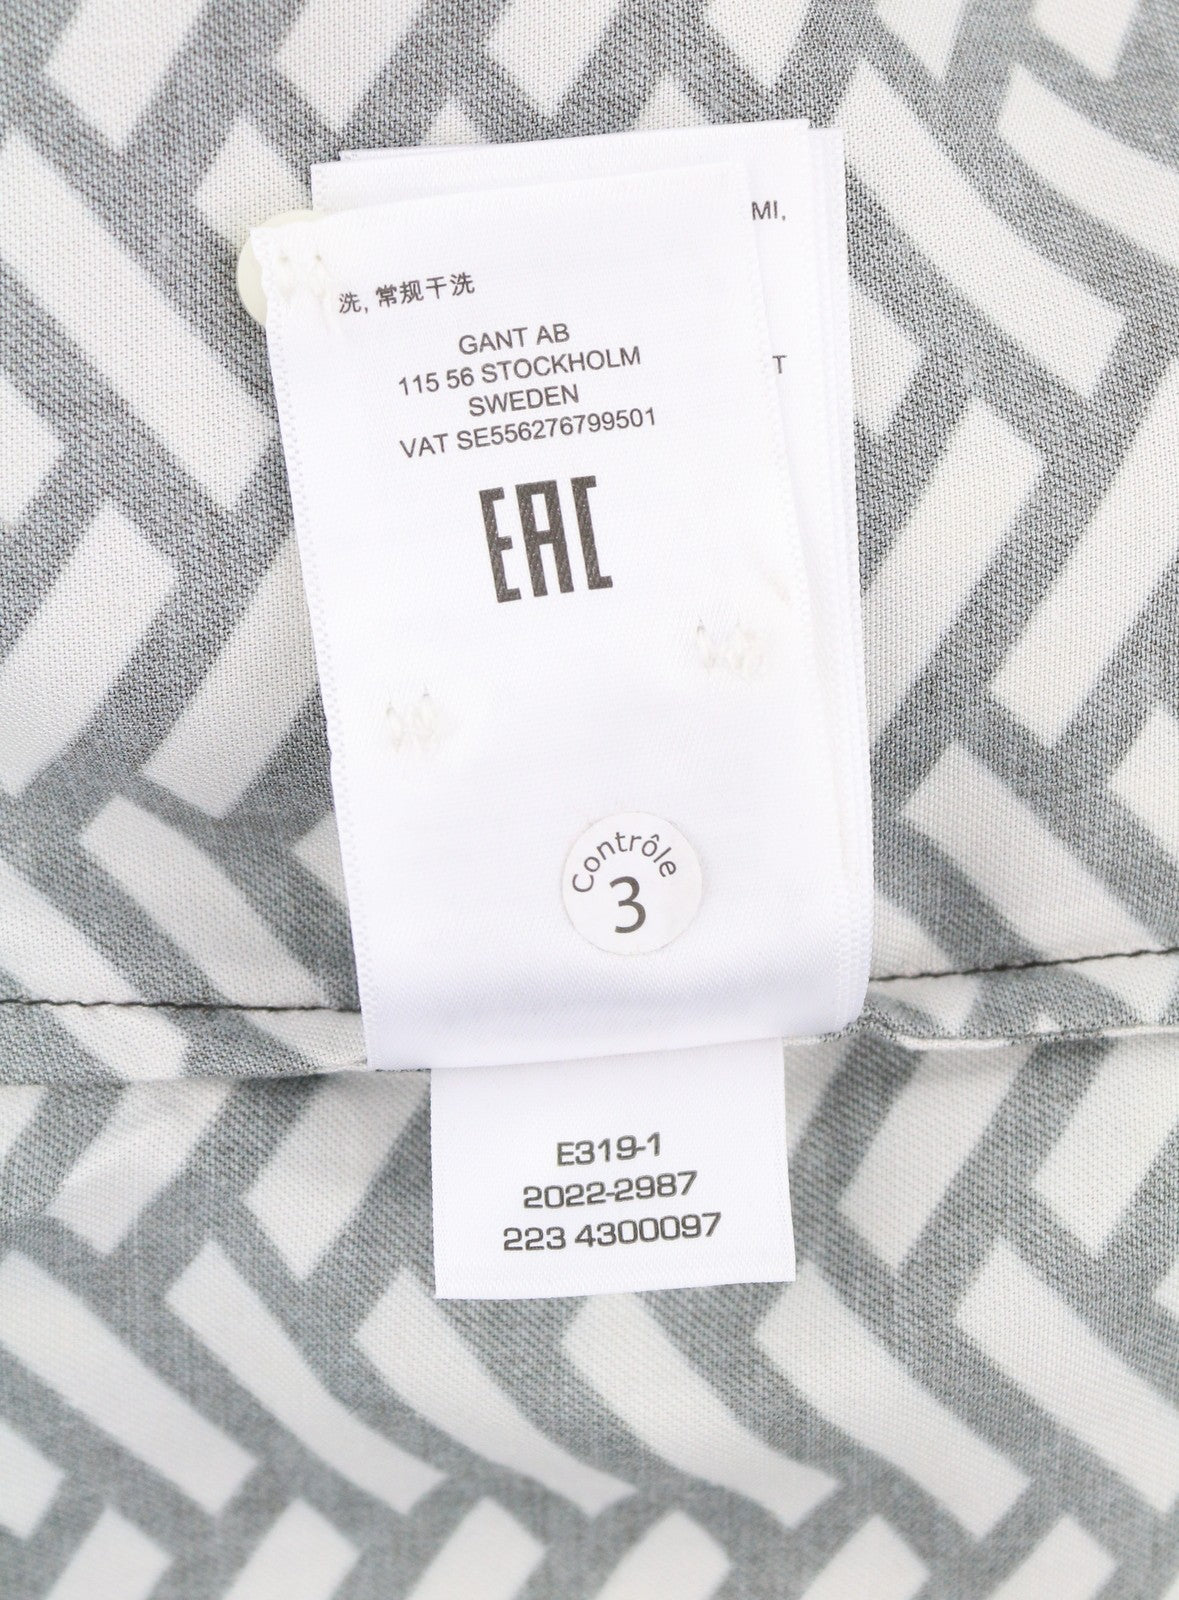 MI,
洗, 常规干洗
GANT AB
115 56 STOCKHOLM
T
SWEDEN
VAT SE556276799501
EAC
Contrôle
3
E319-1
2022-2987
223 4300097